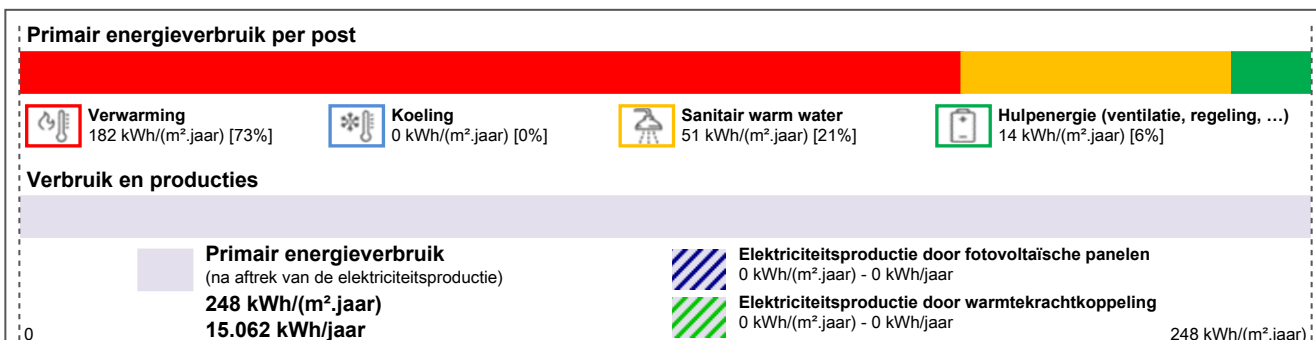 Primair energieverbruik per post
Verwarming
182 kWh/(m².jaar) [73%]
Koeling
0 kWh/(m².jaar) [0%]
Sanitair warm water
51 kWh/(m².jaar) [21%]
Hulpenergie (ventilatie, regeling, …)
14 kWh/(m².jaar) [6%]
Verbruik en producties
Primair energieverbruik
(na aftrek van de elektriciteitsproductie)
248 kWh/(m².jaar)
15.062 kWh/jaar
Elektriciteitsproductie door fotovoltaïsche panelen
0 kWh/(m².jaar) - 0 kWh/jaar
Elektriciteitsproductie door warmtekrachtkoppeling
0 kWh/(m².jaar) - 0 kWh/jaar
0
248 kWh/(m².jaar)